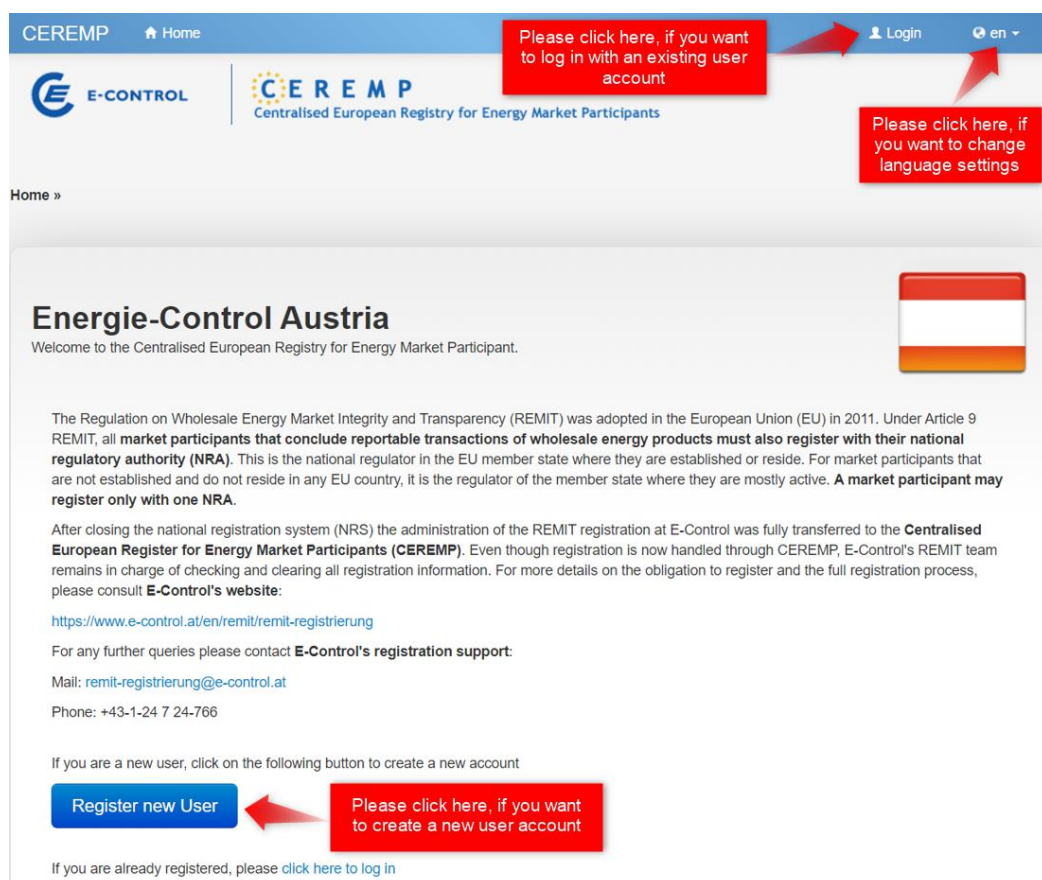 CEREMP Home Login en
Please click here, if you want
to log in with an existing user
account
E-CONTROL
CEREMP
Centralised European Registry for Energy Market Participants
Please click here, if
you want to change
language settings
Home »
Energie-Control Austria
Welcome to the Centralised European Registry for Energy Market Participant.
The Regulation on Wholesale Energy Market Integrity and Transparency (REMIT) was adopted in the European Union (EU) in 2011. Under Article 9
REMIT, all market participants that conclude reportable transactions of wholesale energy products must also register with their national
regulatory authority (NRA). This is the national regulator in the EU member state where they are established or reside. For market participants that
are not established and do not reside in any EU country, it is the regulator of the member state where they are mostly active. A market participant may
register only with one NRA.
After closing the national registration system (NRS) the administration of the REMIT registration at E-Control was fully transferred to the Centralised
European Register for Energy Market Participants (CEREMP). Even though registration is now handled through CEREMP, E-Control's REMIT team
remains in charge of checking and clearing all registration information. For more details on the obligation to register and the full registration process,
please consult E-Control's website:
https://www.e-control.at/en/remit/remit-registrierung
For any further queries please contact E-Control's registration support:
Mail: remit-registrierung@e-control.at
Phone: +43-1-24 7 24-766
If you are a new user, click on the following button to create a new account
Register new User
Please click here, if you want
to create a new user account
If you are already registered, please click here to log in